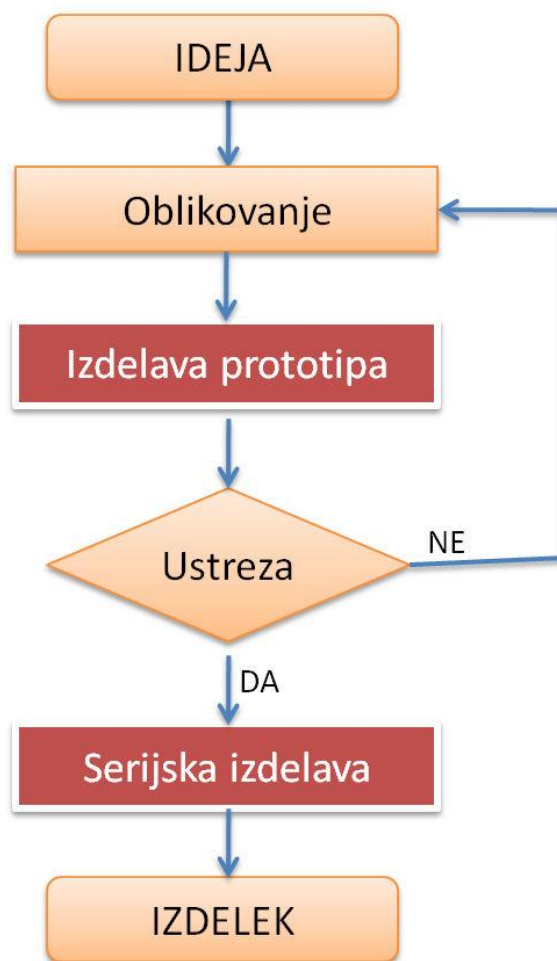 IDEJA
Oblikovanje
Izdelava prototipa
Ustreza
NE
DA
Serijska izdelava
IZDELEK